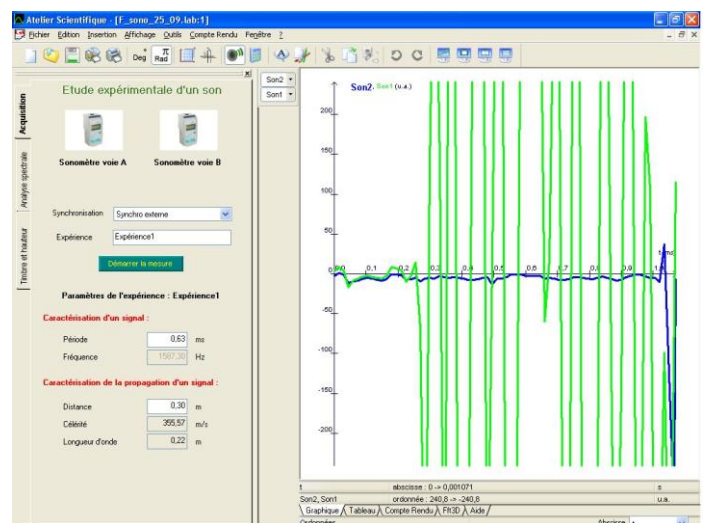 Atelier Scientifique - [F_sono_25_09.lab:1]
Fichier Edition Insertion Affichage Outils Compte Rendu Fenêtre ?
Deg π Rad
Acquisition
Analyse spectrale
Timbre et hauteur
Etude expérimentale d'un son
Sonomètre voie A Sonomètre voie B
Synchronisation Synchro externe
Expérience Expérience1
Démarrer la mesure
Paramètres de l'expérience : Expérience1
Caractérisation d'un signal :
Période 0,63 ms
Fréquence 1587,30 Hz
Caractérisation de la propagation d'un signal :
Distance 0,30 m
Célérité 355,57 m/s
Longueur d'onde 0,22 m
Son2
Son1
Son2, Son1 (u.a.)
200
150
100
50
0,1 0,2 0,3 0,4 0,5 0,6 0,7 0,8 0,9
-50
-100
-150
-200
t abscisse : 0 -> 0,001071 s
Son2, Son1 ordonnée : 240,8 -> -240,8 u.a.
Graphique Tableau Compte Rendu Fft3D Aide
Ordonnées Abscisse t